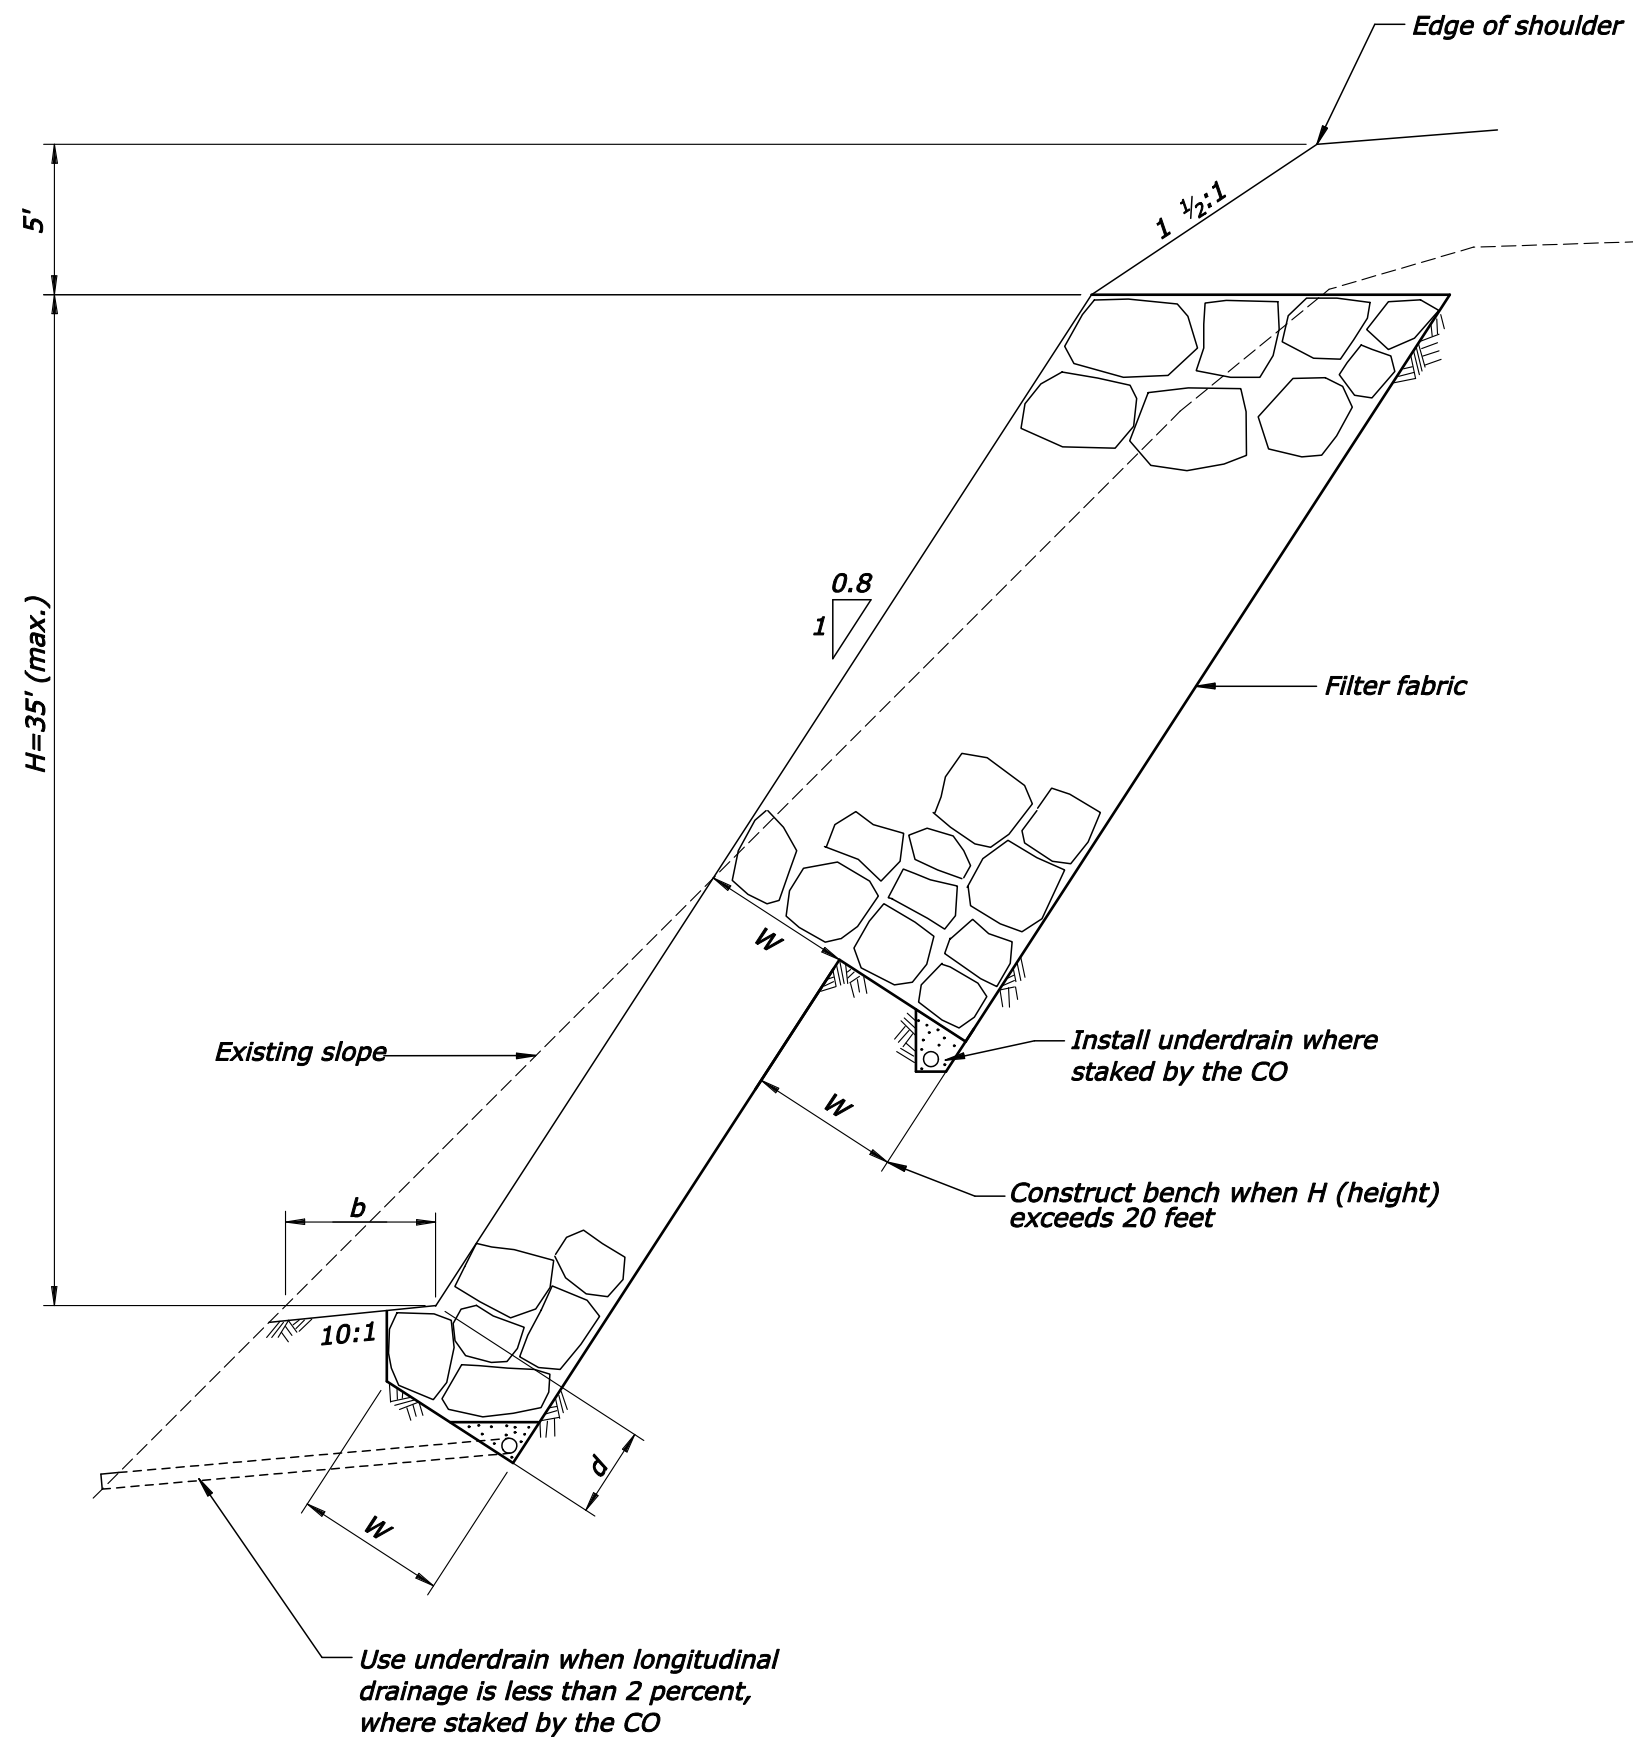 Edge of shoulder
5'
1 ½:1
H=35' (max.)
0.8
1
Filter fabric
W
Existing slope
Install underdrain where
staked by the CO
W
Construct bench when H (height)
exceeds 20 feet
b
10:1
d
W
Use underdrain when longitudinal
drainage is less than 2 percent,
where staked by the CO